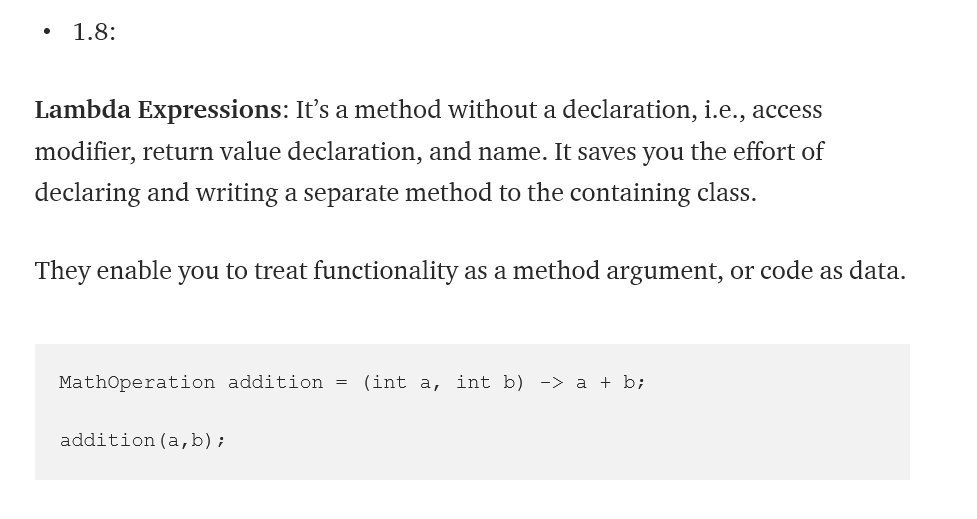 • 1.8:
Lambda Expressions: It’s a method without a declaration, i.e., access
modifier, return value declaration, and name. It saves you the effort of
declaring and writing a separate method to the containing class.
They enable you to treat functionality as a method argument, or code as data.
MathOperation addition = (int a, int b) -> a + b;
addition(a,b);